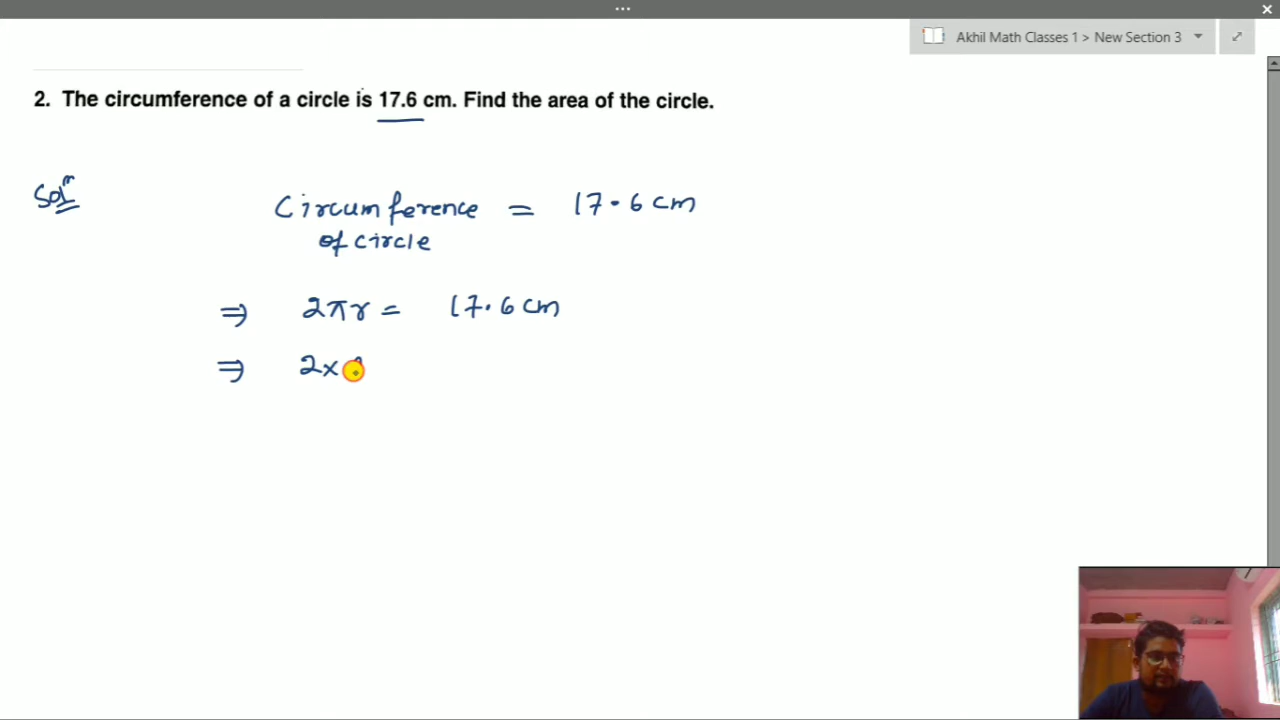 Akhil Math Classes 1 > New Section 3
2. The circumference of a circle is 17.6 cm. Find the area of the circle.
Solⁿ
Circumference = 17.6 cm
of circle
⇒ 2πr = 17.6 cm
⇒ 2×